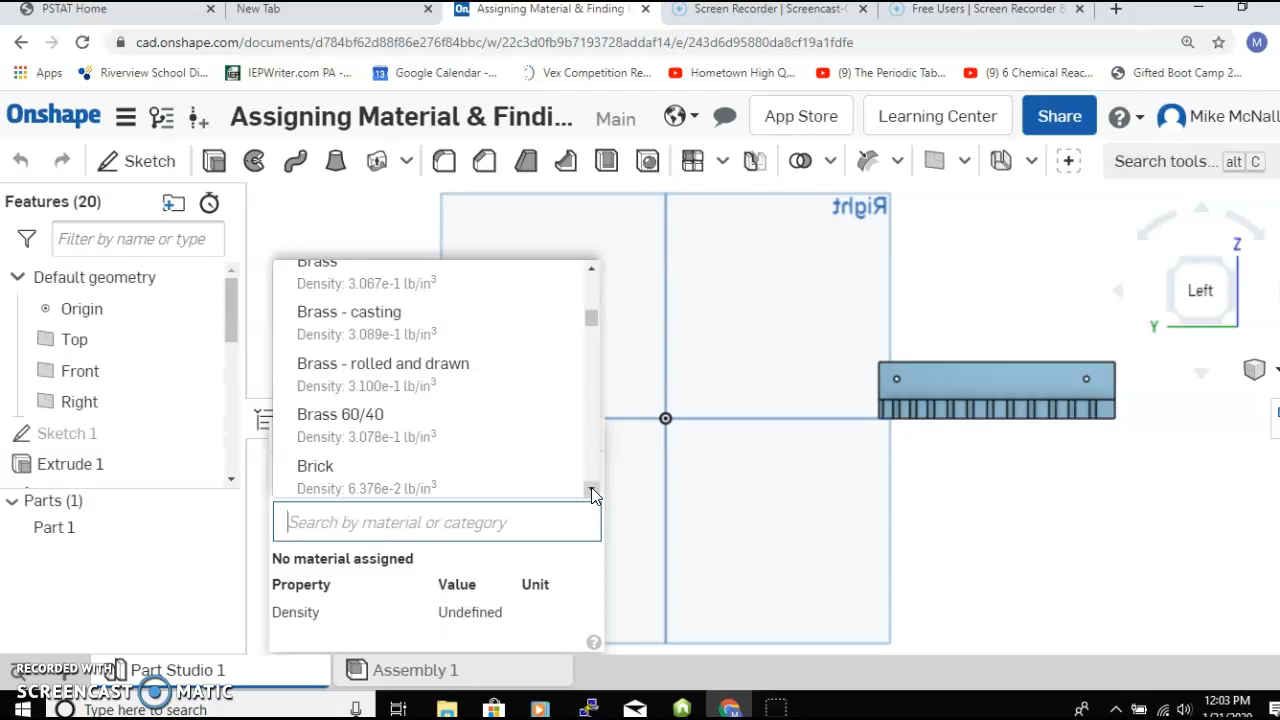 PSTAT Home
New Tab
Assigning Material & Finding
Screen Recorder | Screencast-
Free Users | Screen Recorder &
cad.onshape.com/documents/d784bf62d88f86e276f84bbc/w/22c3d0fb9b7193728addaf14/e/243d6d95880da8cf19a1fdfe
M
Apps
Riverview School Di...
IEPWriter.com PA -...
Google Calendar -...
Vex Competition Re...
Hometown High Q...
(9) The Periodic Tab...
(9) 6 Chemical Reac...
Gifted Boot Camp 2...
Onshape
Assigning Material & Findi...
Main
App Store
Learning Center
Share
Mike McNall
Sketch
Search tools...
alt
C
Features (20)
Filter by name or type
Default geometry
Origin
Top
Front
Right
Sketch 1
Extrude 1
Parts (1)
Part 1
Brass
Density: 3.067e-1 lb/in3
Brass - casting
Density: 3.089e-1 lb/in3
Brass - rolled and drawn
Density: 3.100e-1 lb/in3
Brass 60/40
Density: 3.078e-1 lb/in3
Brick
Density: 6.376e-2 lb/in3
Search by material or category
No material assigned
Property Value Unit
Density Undefined
Right
Z
Left
Y
Part Studio 1
Assembly 1
RECORDED WITH
SCREENCAST MATIC
Type here to search
12:03 PM
1/21/2020